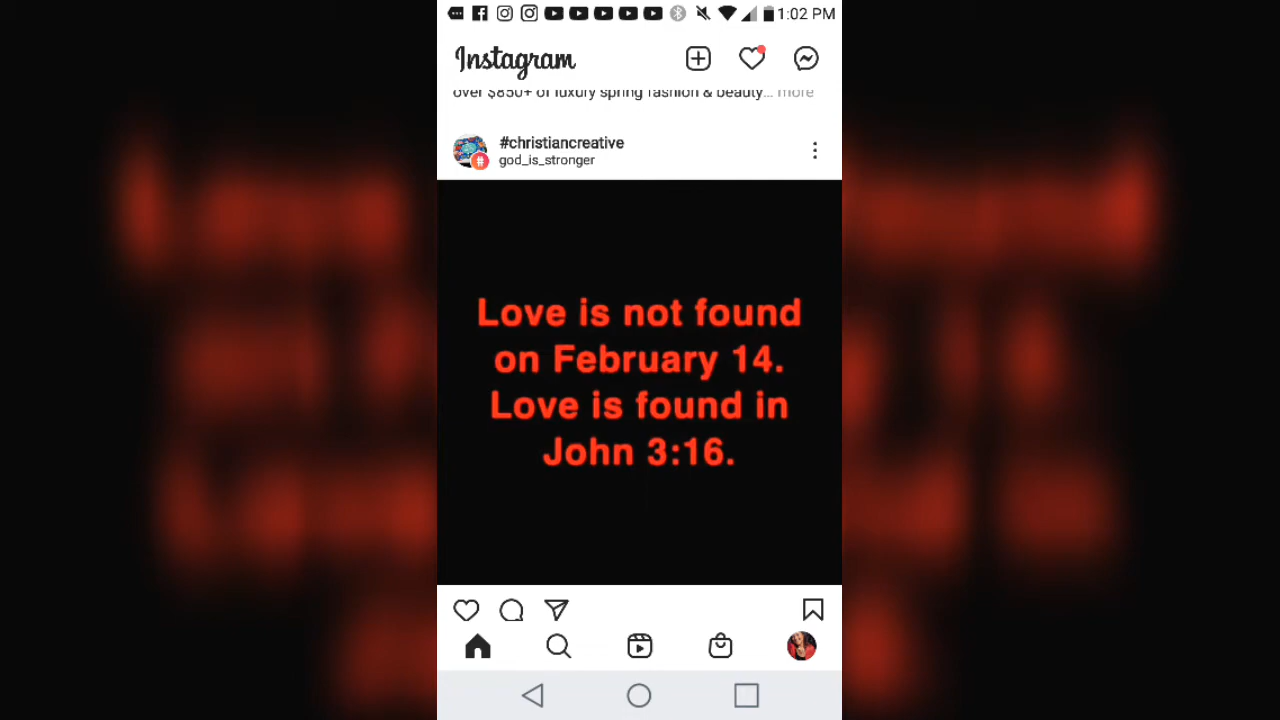 1:02 PM
Instagram
over $850+ of luxury spring fashion & beauty... more
#christiancreative
god_is_stronger
Love is not found
on February 14.
Love is found in
John 3:16.